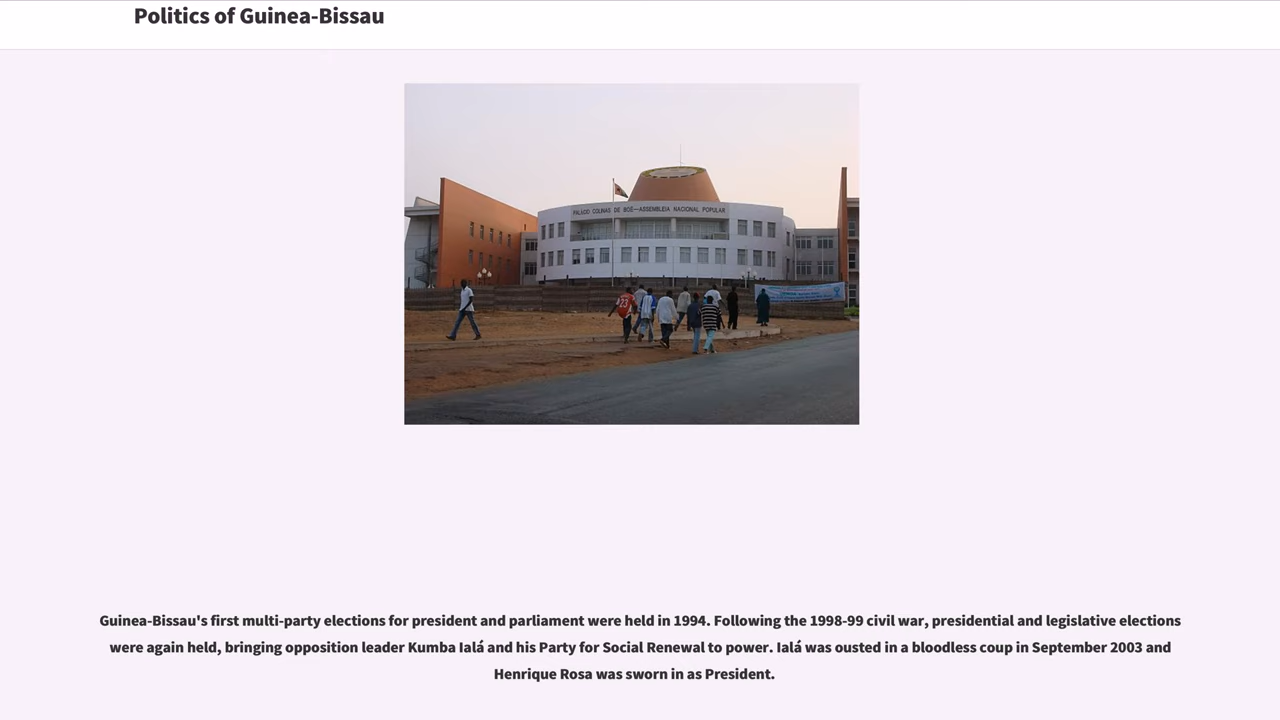 Politics of Guinea-Bissau
PALÁCIO COLINAS DE BOÉ—ASSEMBLEIA NACIONAL POPULAR
23
Guinea-Bissau's first multi-party elections for president and parliament were held in 1994. Following the 1998-99 civil war, presidential and legislative elections
were again held, bringing opposition leader Kumba Ialá and his Party for Social Renewal to power. Ialá was ousted in a bloodless coup in September 2003 and
Henrique Rosa was sworn in as President.